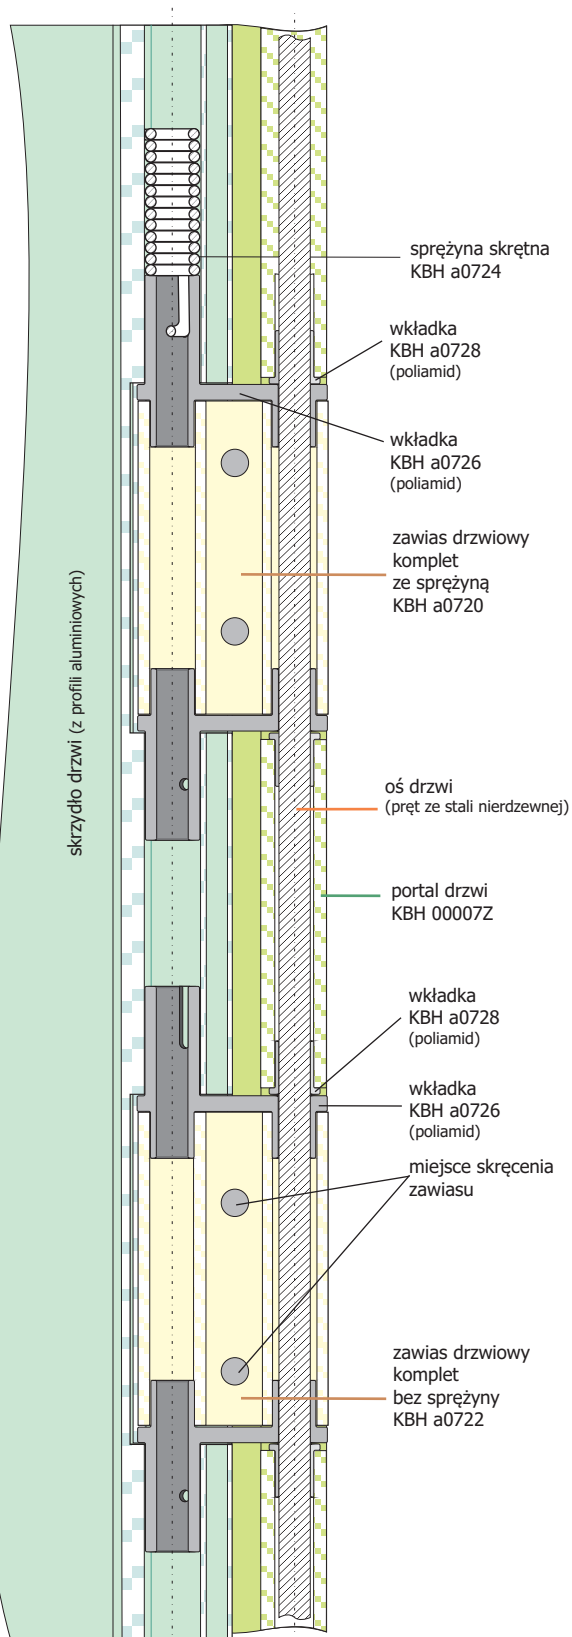 sprężyna skrętna
KBH a0724
wkładka
KBH a0728
(poliamid)
wkładka
KBH a0726
(poliamid)
zawias drzwiowy
komplet
ze sprężyną
KBH a0720
skrzydło drzwi (z profili aluminiowych)
oś drzwi
(pręt ze stali nierdzewnej)
portal drzwi
KBH 00007Z
wkładka
KBH a0728
(poliamid)
wkładka
KBH a0726
(poliamid)
miejsce skręcenia
zawiasu
zawias drzwiowy
komplet
bez sprężyny
KBH a0722